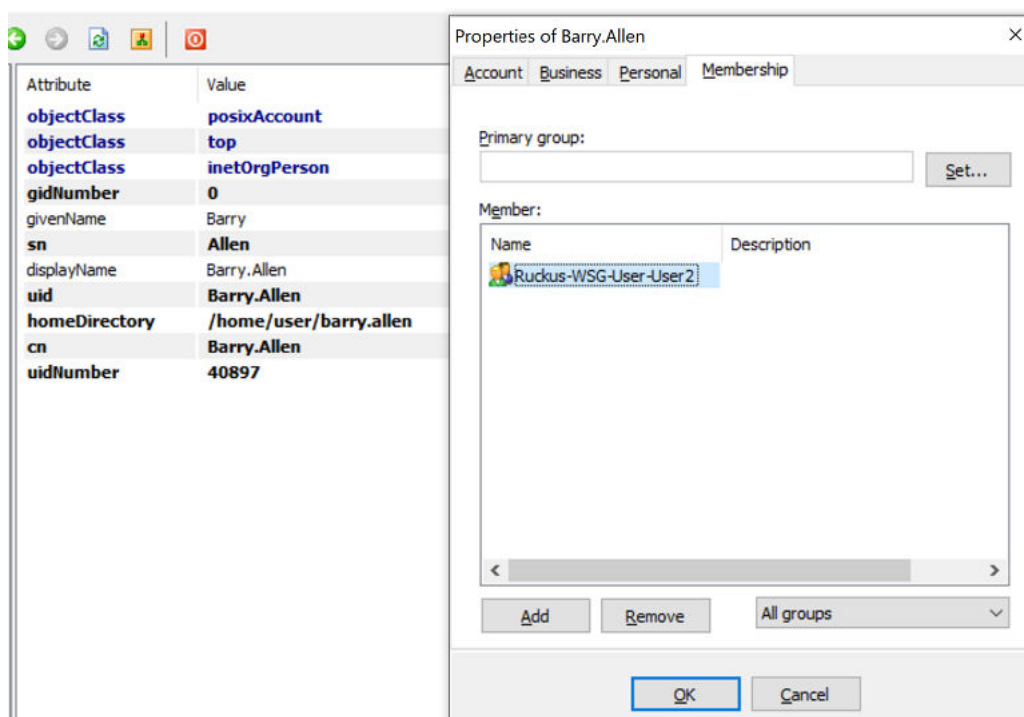 Attribute Value
objectClass posixAccount
objectClass top
objectClass inetOrgPerson
gidNumber 0
givenName Barry
sn Allen
displayName Barry.Allen
uid Barry.Allen
homeDirectory /home/user/barry.allen
cn Barry.Allen
uidNumber 40897
Properties of Barry.Allen
Account Business Personal Membership
Primary group:
Set...
Member:
Name Description
Ruckus-WSG-User-User2
Add Remove All groups
OK Cancel